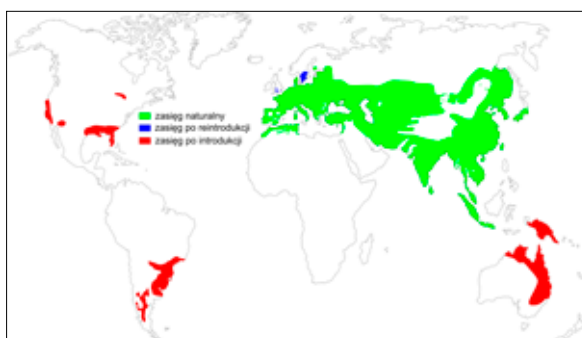 zasięg naturalny
zasięg po reintrodukcji
zasięg po introdukcji